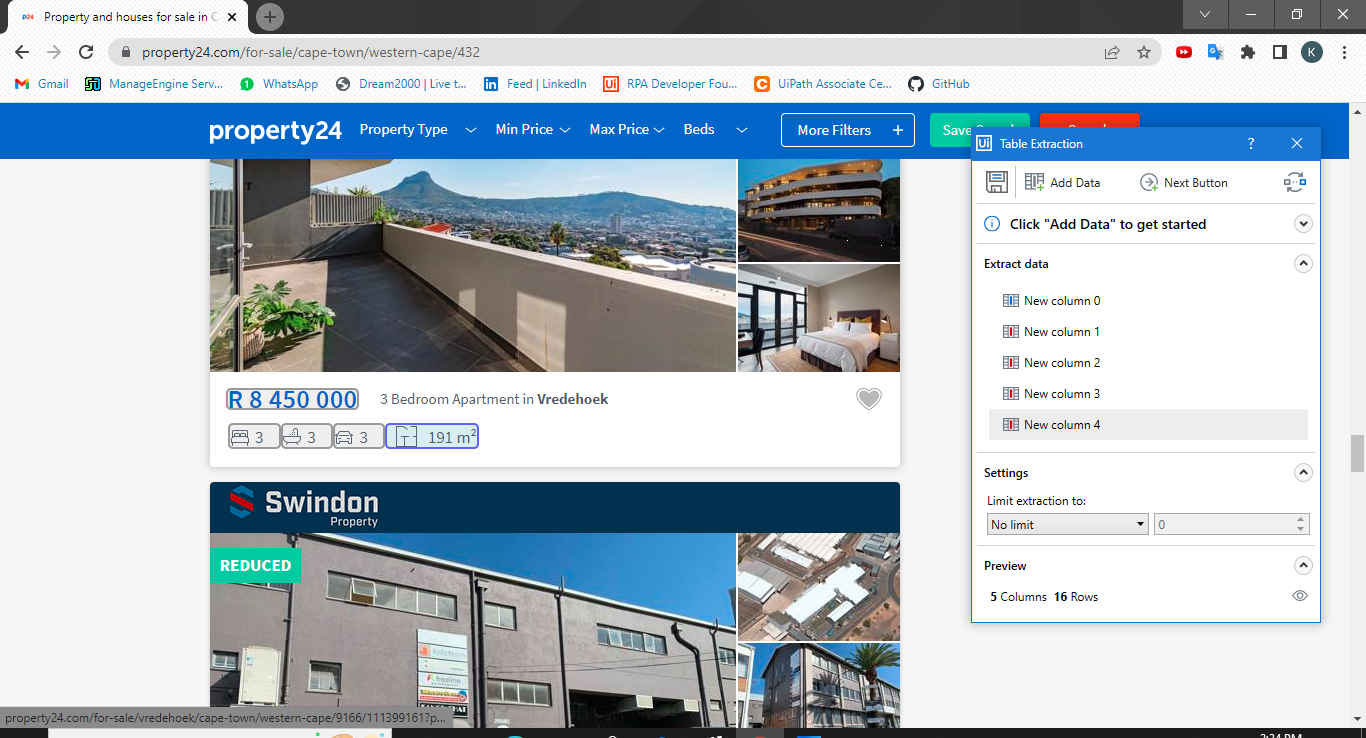 p24 Property and houses for sale in C
property24.com/for-sale/cape-town/western-cape/432
K
Gmail
ManageEngine Serv...
WhatsApp
Dream2000 | Live t...
Feed | LinkedIn
RPA Developer Fou...
UiPath Associate Ce...
GitHub
property24
Property Type
Min Price
Max Price
Beds
More Filters +
Ui Table Extraction ?
Add Data
Next Button
Click "Add Data" to get started
Extract data
New column 0
New column 1
New column 2
New column 3
New column 4
Settings
Limit extraction to:
No limit
0
Preview
5 Columns 16 Rows
R 8 450 000
3 Bedroom Apartment in Vredehoek
3 3 3 191 m²
Swindon
Property
REDUCED
freeline
property24.com/for-sale/vredehoek/cape-town/western-cape/9166/111399161?p...